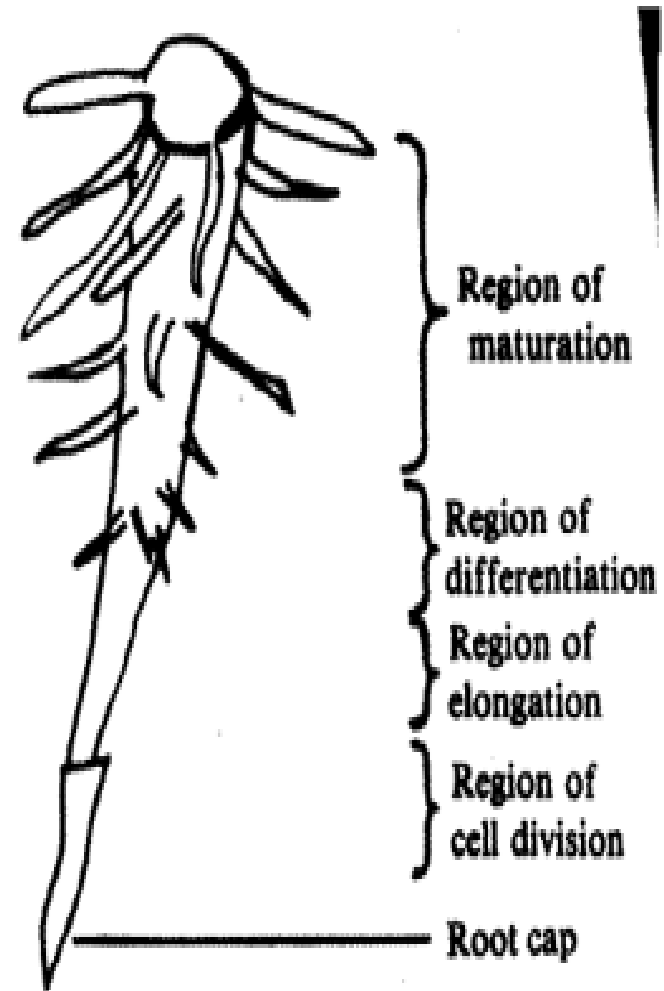 Region of
maturation
Region of
differentiation
Region of
elongation
Region of
cell division
Root cap